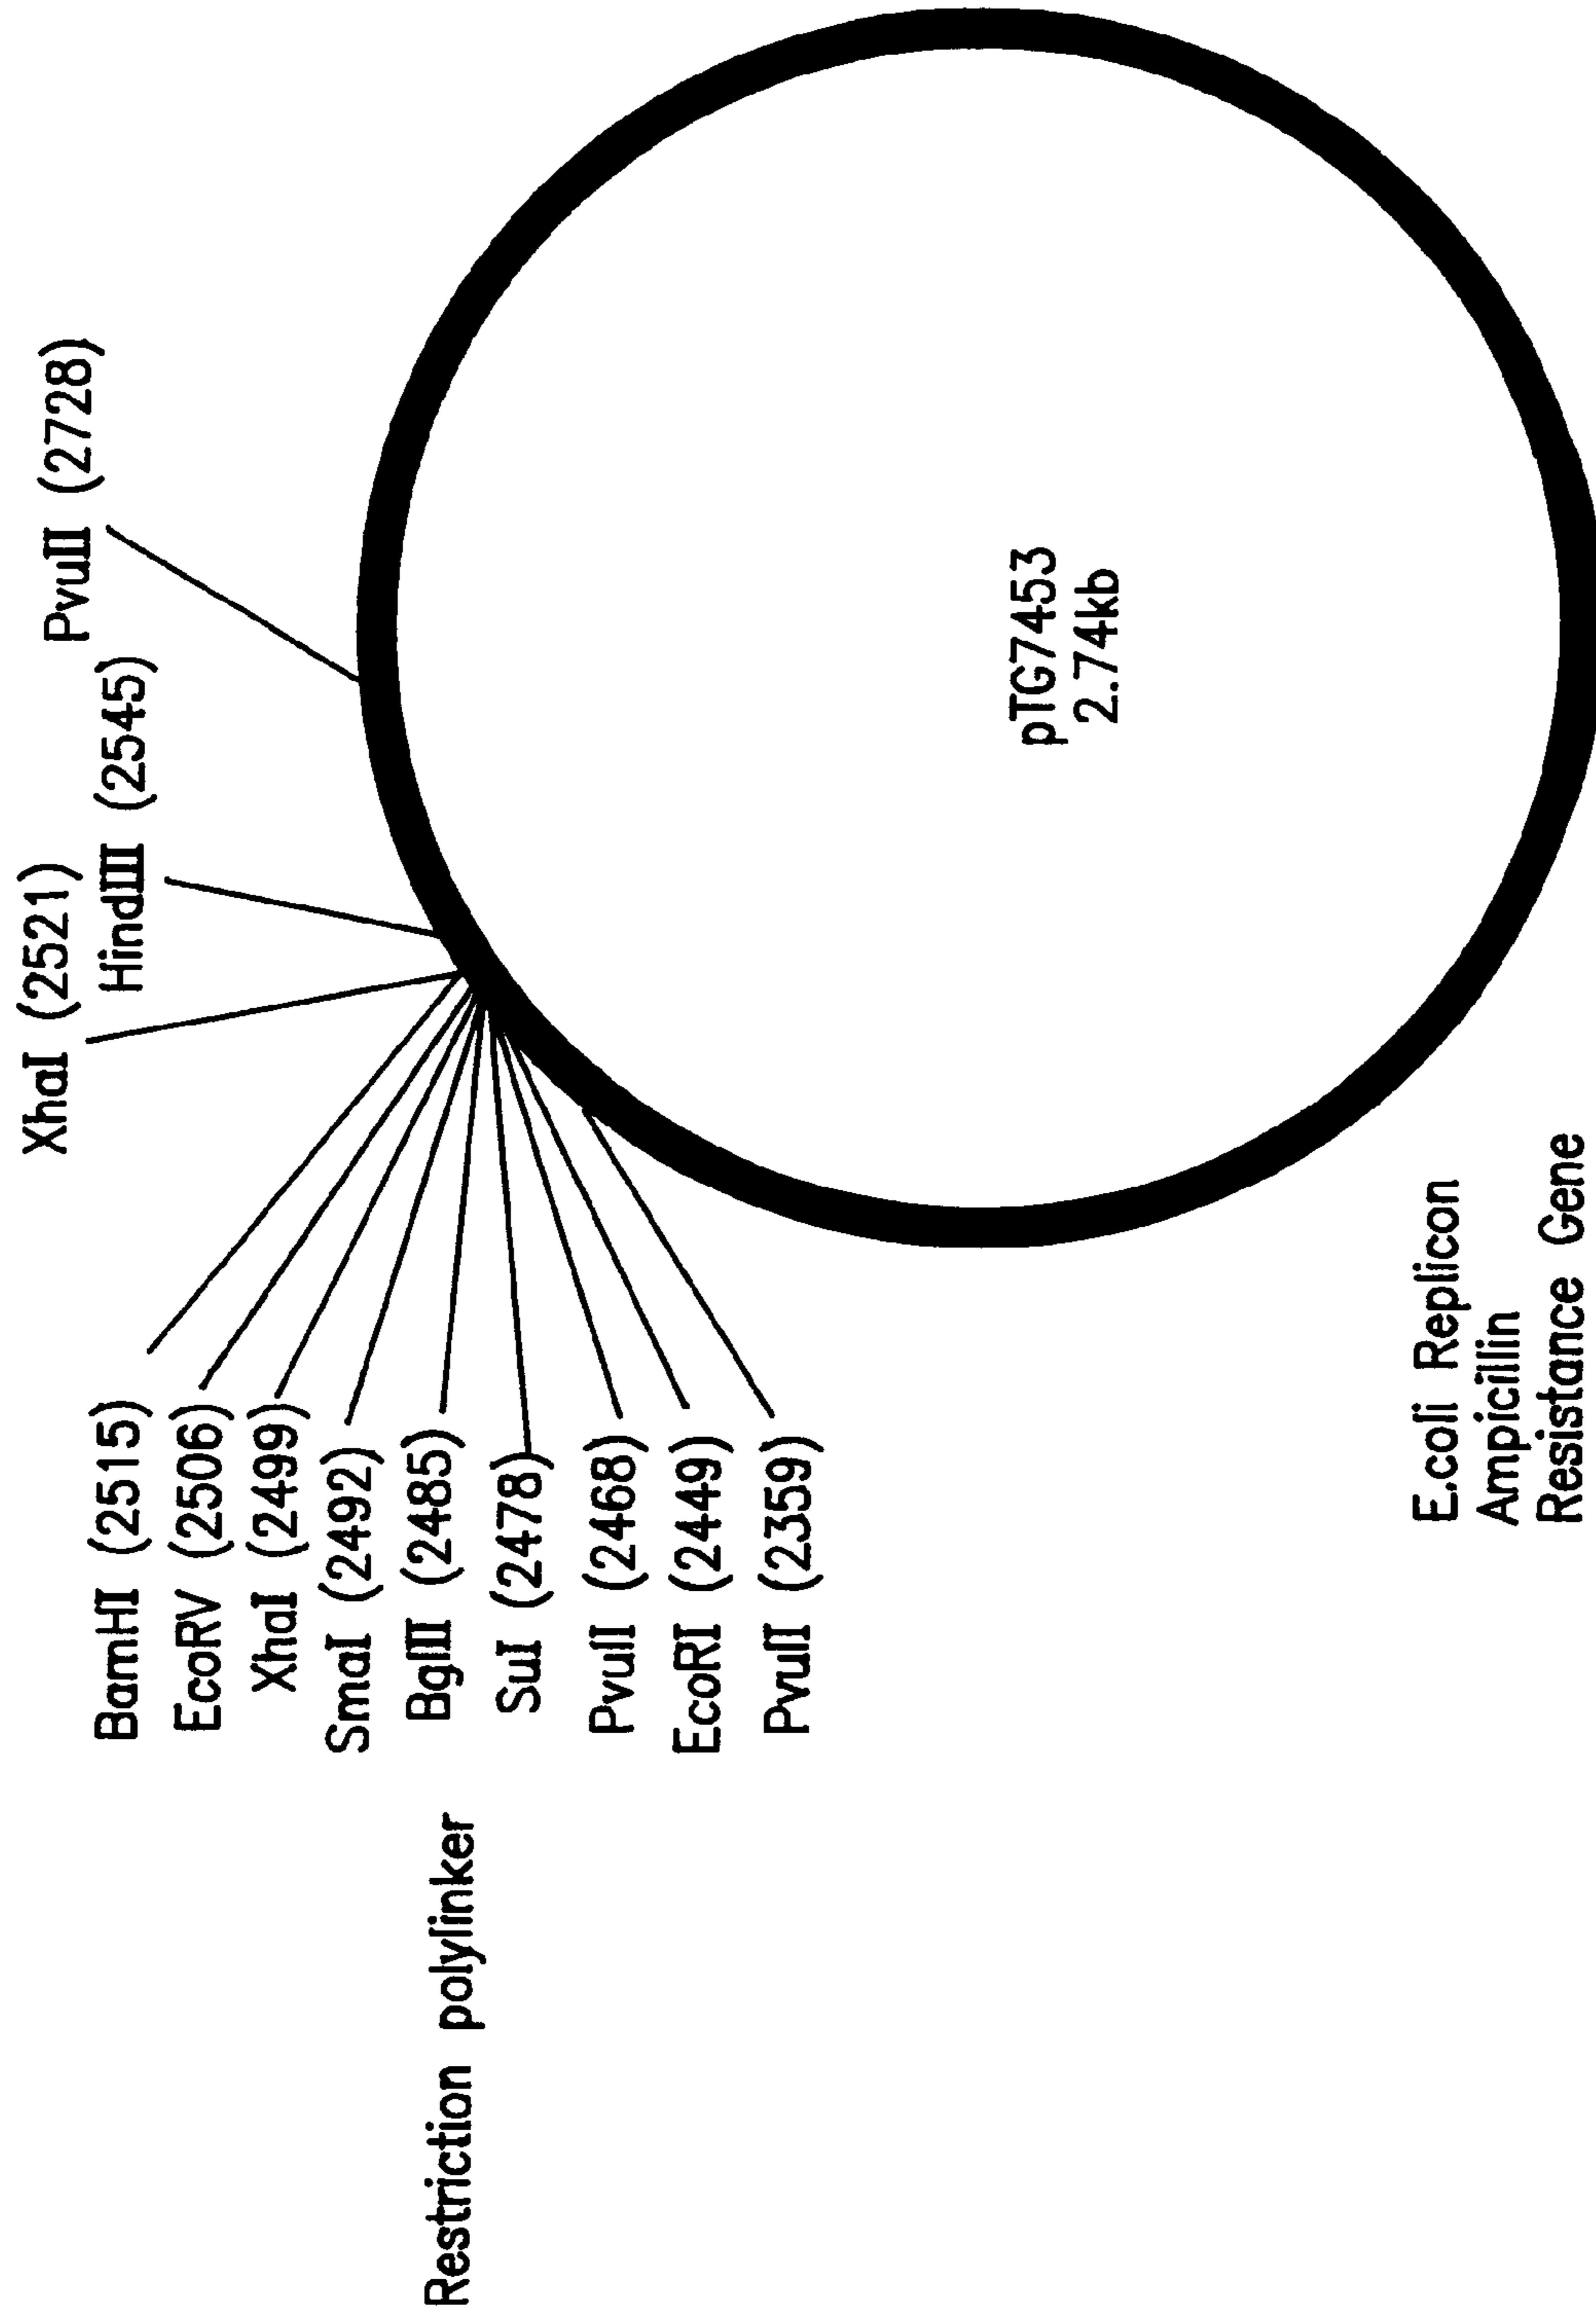 XhaI (2521)
HindIII (2545)
PvuII (2728)
BamHI (2515)
EcoRV (2506)
XhaI (2499)
SmaI (2492)
BglII (2485)
SuI (2478)
PvuII (2468)
EcoRI (2449)
PvuII (2359)
Restriction polylinker
pTG7453
2.74kb
E.coli Replicon
Ampicillin
Resistance Gene